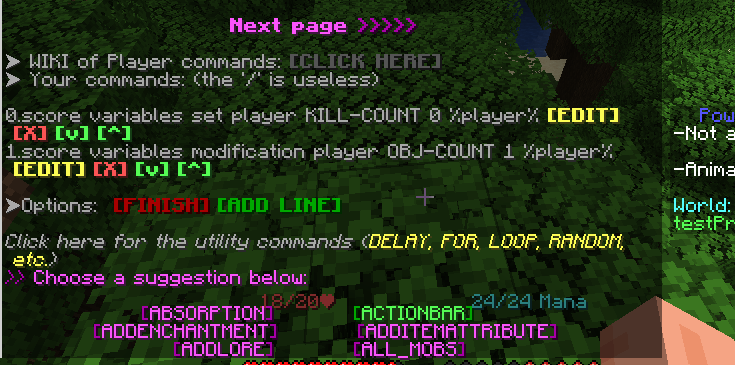 Next page >>>>>
➤ WIKI of Player commands: [CLICK HERE]
➤ Your commands: (the '/' is useless)
0.score variables set player KILL-COUNT 0 %player% [EDIT]
[X] [v] [^]
1.score variables modification player OBJ-COUNT 1 %player%
[EDIT] [X] [v] [^]
➤Options: [FINISH] [ADD LINE]
Click here for the utility commands (DELAY, FOR, LOOP, RANDOM,
etc.)
>> Choose a suggestion below:
18/20❤ 24/24 Mana
[ABSORPTION] [ACTIONBAR]
[ADDENCHANTMENT] [ADDITEMATTRIBUTE]
[ADDLORE] [ALL_MOBS]
Pow
-Not a
-Anima
World:
testPr